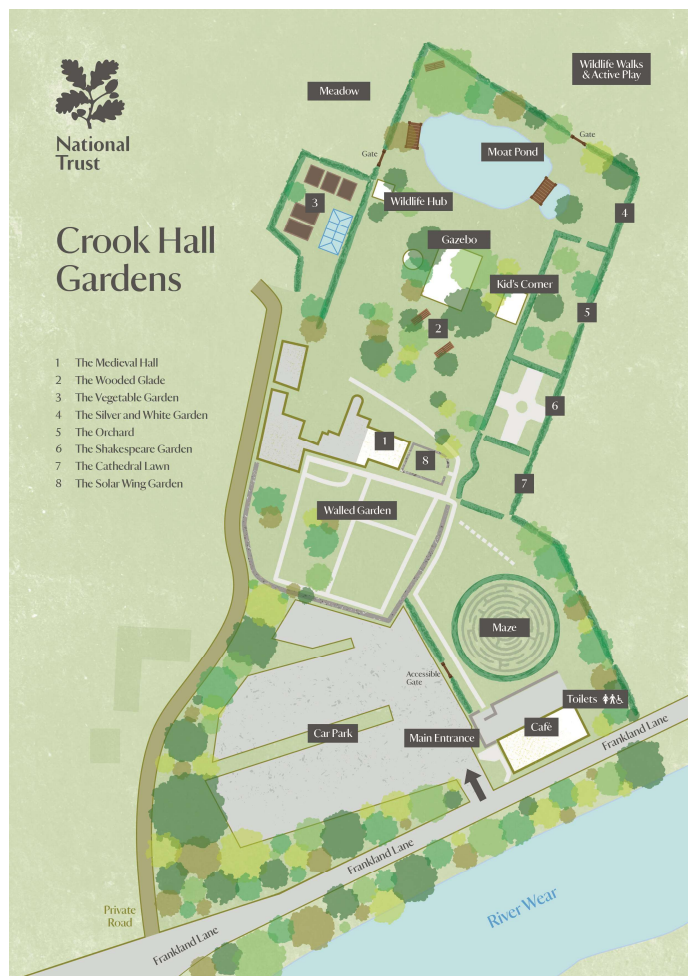 National
Trust
Crook Hall
Gardens
1 The Medieval Hall
2 The Wooded Glade
3 The Vegetable Garden
4 The Silver and White Garden
5 The Orchard
6 The Shakespeare Garden
7 The Cathedral Lawn
8 The Solar Wing Garden
Meadow
Wildlife Walks
& Active Play
Gate
Gate
Moat Pond
3
Wildlife Hub
4
Gazebo
Kid's Corner
5
2
6
1
8
7
Walled Garden
Maze
Accessible
Gate
Toilets
Car Park
Main Entrance
Cafè
Frankland Lane
Frankland Lane
Frankland Lane
Private
Road
River Wear